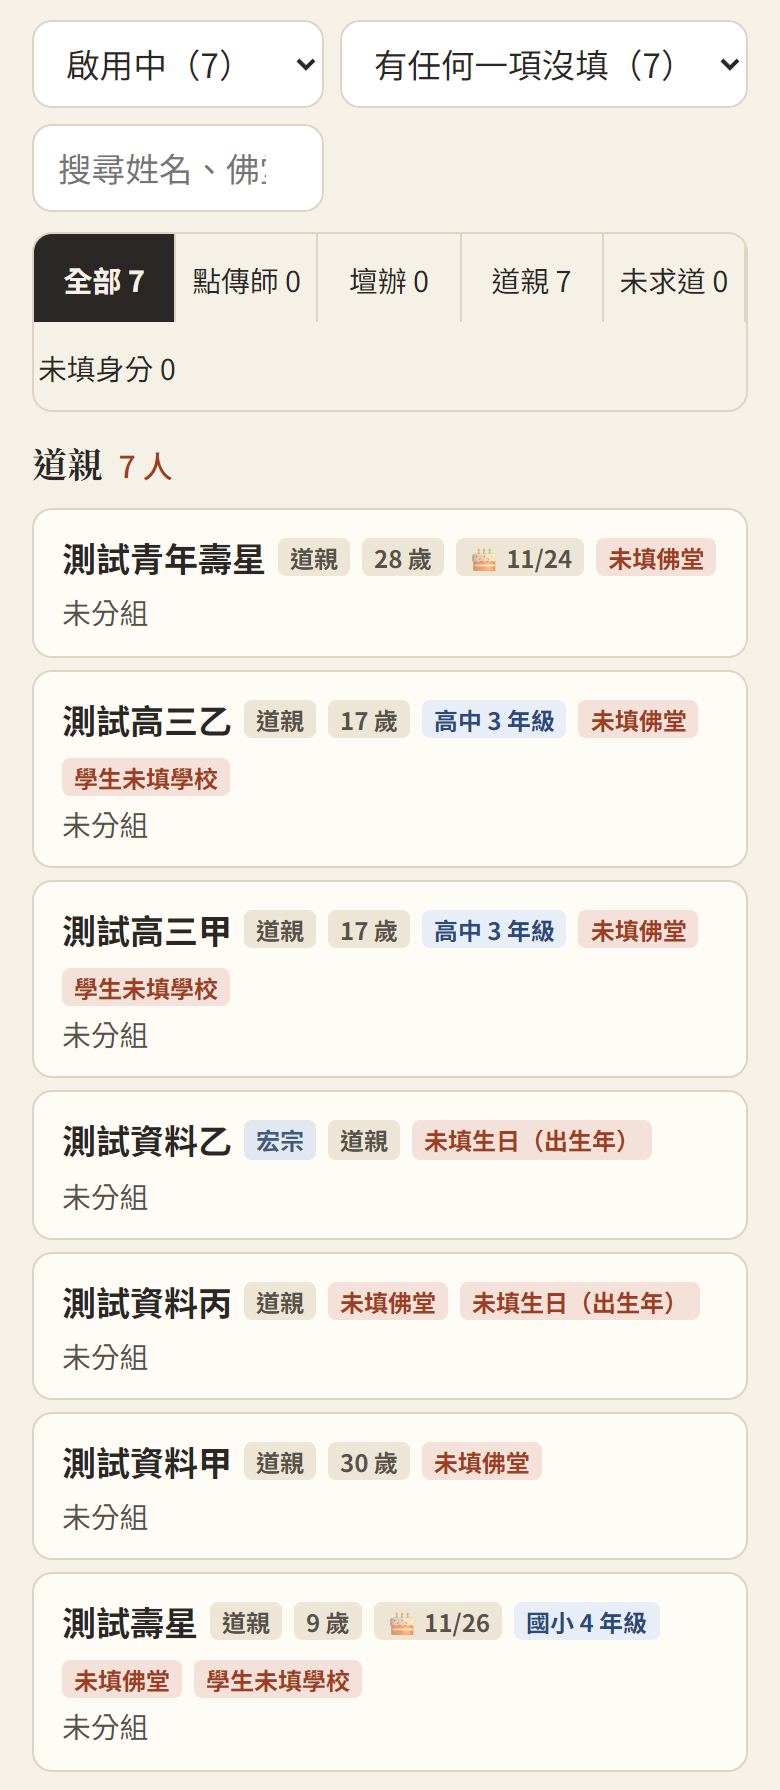 啟用中（7）
有任何一項沒填（7）
搜尋姓名、佛
全部 7
點傳師 0
壇辦 0
道親 7
未求道 0
未填身分 0
道親 7 人
測試青年壽星 道親 28 歲 11/24 未填佛堂
未分組
測試高三乙 道親 17 歲 高中 3 年級 未填佛堂
學生未填學校
未分組
測試高三甲 道親 17 歲 高中 3 年級 未填佛堂
學生未填學校
未分組
測試資料乙 宏宗 道親 未填生日（出生年）
未分組
測試資料丙 道親 未填佛堂 未填生日（出生年）
未分組
測試資料甲 道親 30 歲 未填佛堂
未分組
測試壽星 道親 9 歲 11/26 國小 4 年級
未填佛堂 學生未填學校
未分組